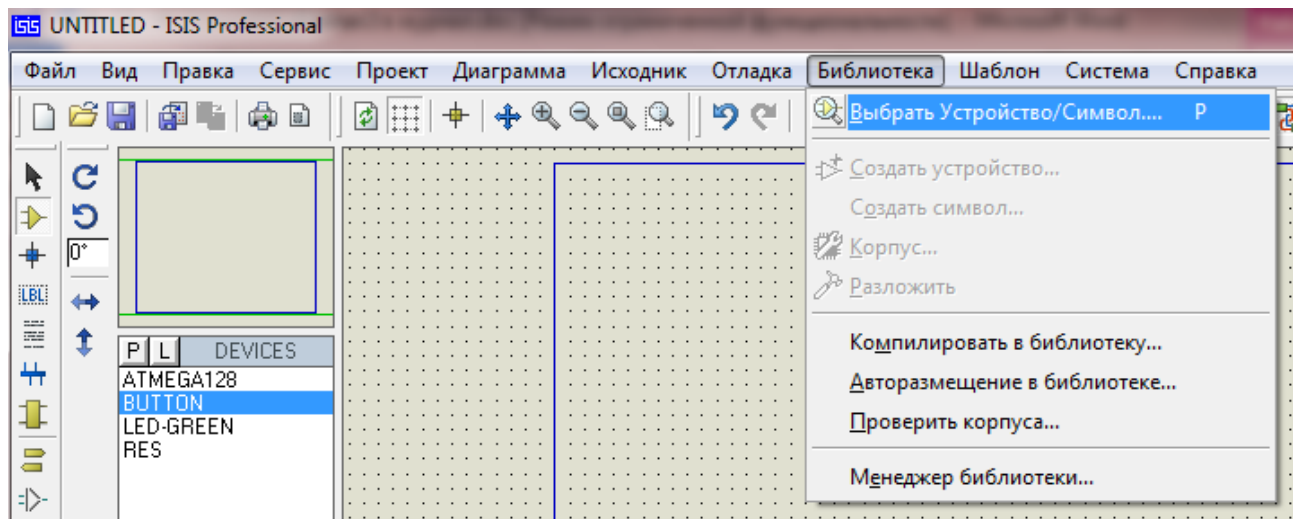 ISIS UNTITLED - ISIS Professional
Файл Вид Правка Сервис Проект Диаграмма Исходник Отладка Библиотека Шаблон Система Справка
Выбрать Устройство/Символ.... P
Создать устройство...
Создать символ...
Корпус...
Разложить
Компилировать в библиотеку...
Авторазмещение в библиотеке...
Проверить корпуса...
Менеджер библиотеки...
0°
LBL
P L DEVICES
ATMEGA128
BUTTON
LED-GREEN
RES